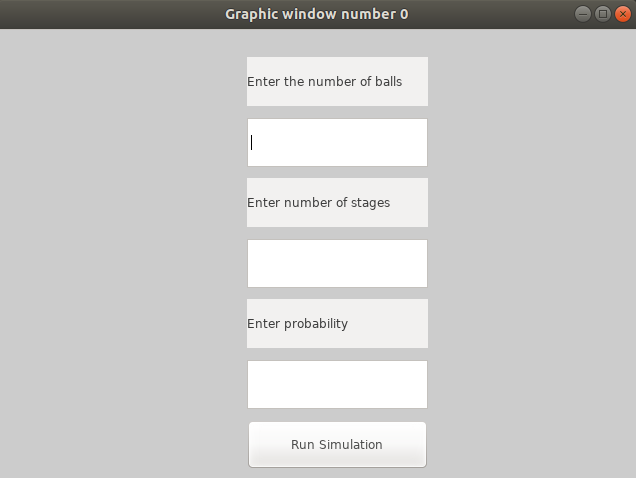 Graphic window number 0
Enter the number of balls
Enter number of stages
Enter probability
Run Simulation